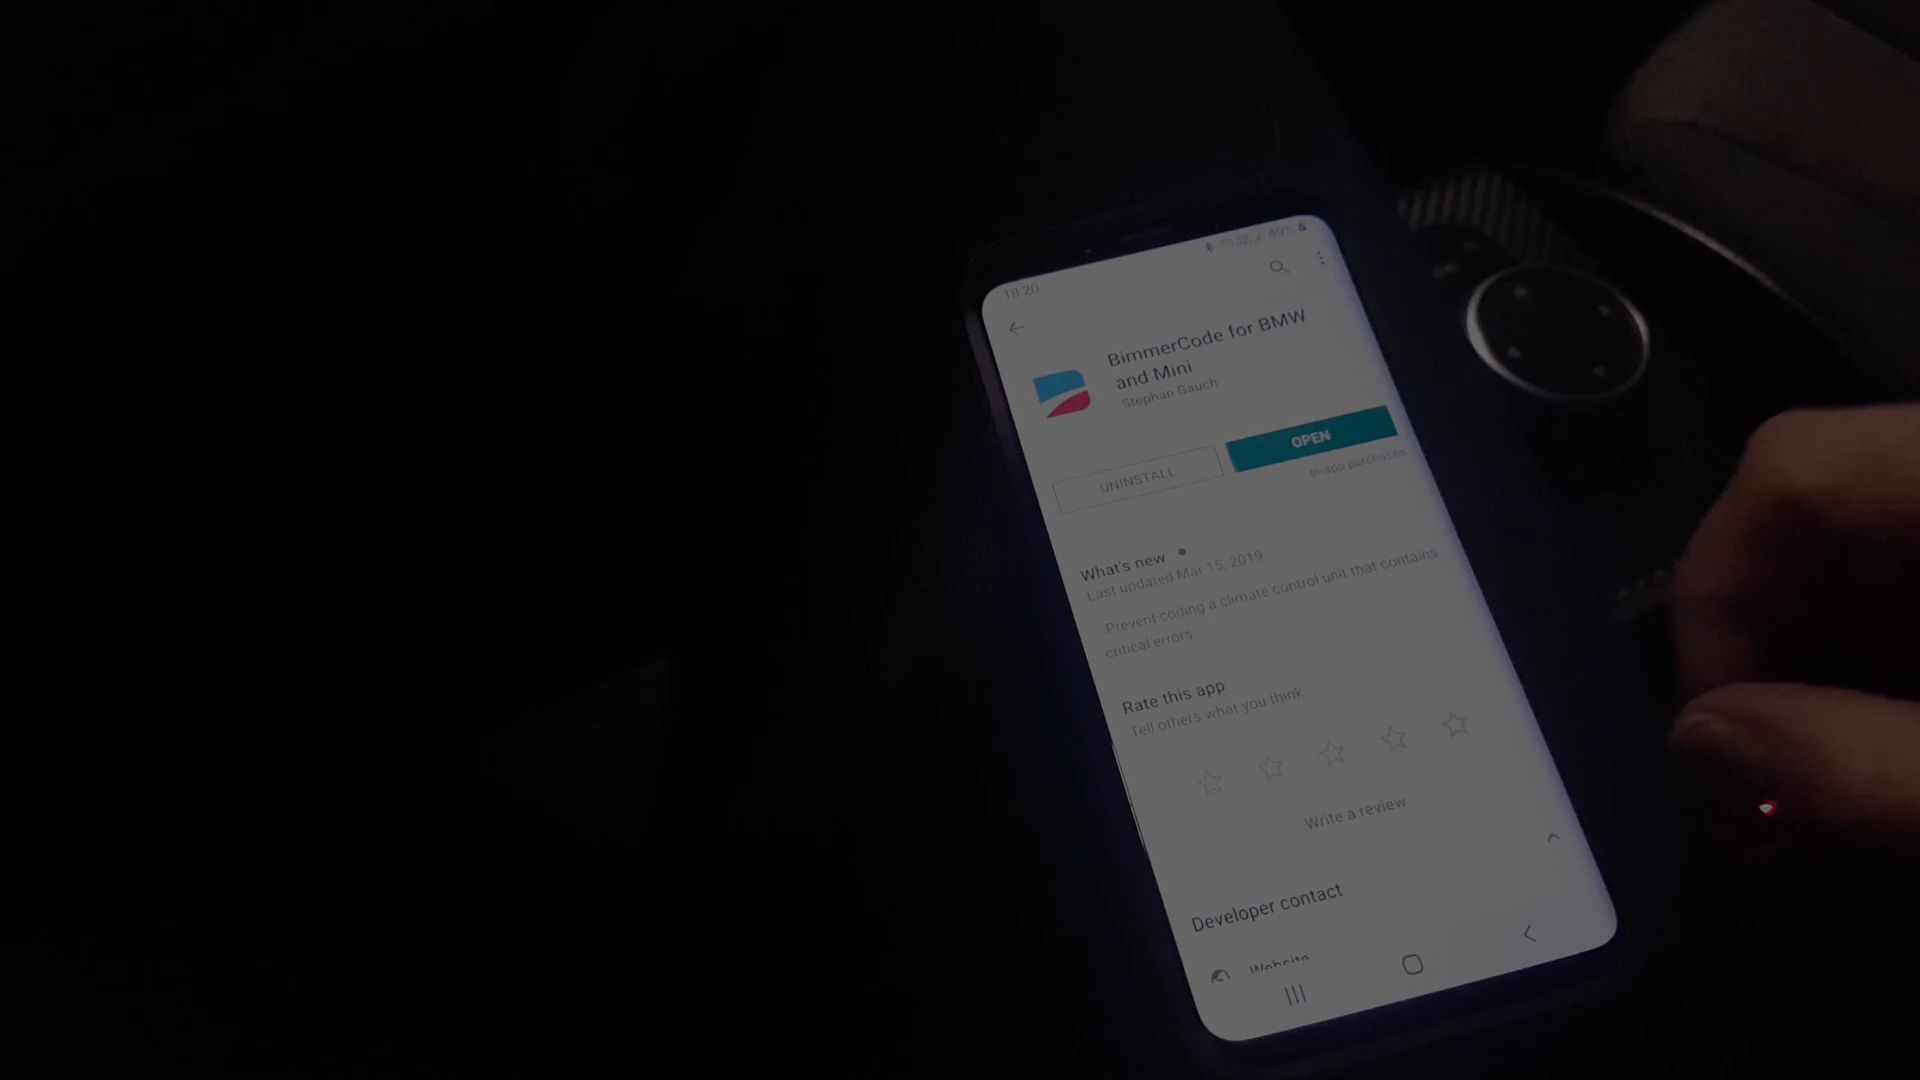 18:20
49%
BimmerCode for BMW
and Mini
Stephan Gauch
UNINSTALL
OPEN
In-app purchases
What's new
Last updated Mar 15, 2019
- Prevent coding a climate control unit that contains
critical errors
Rate this app
Tell others what you think
Write a review
Developer contact
Website